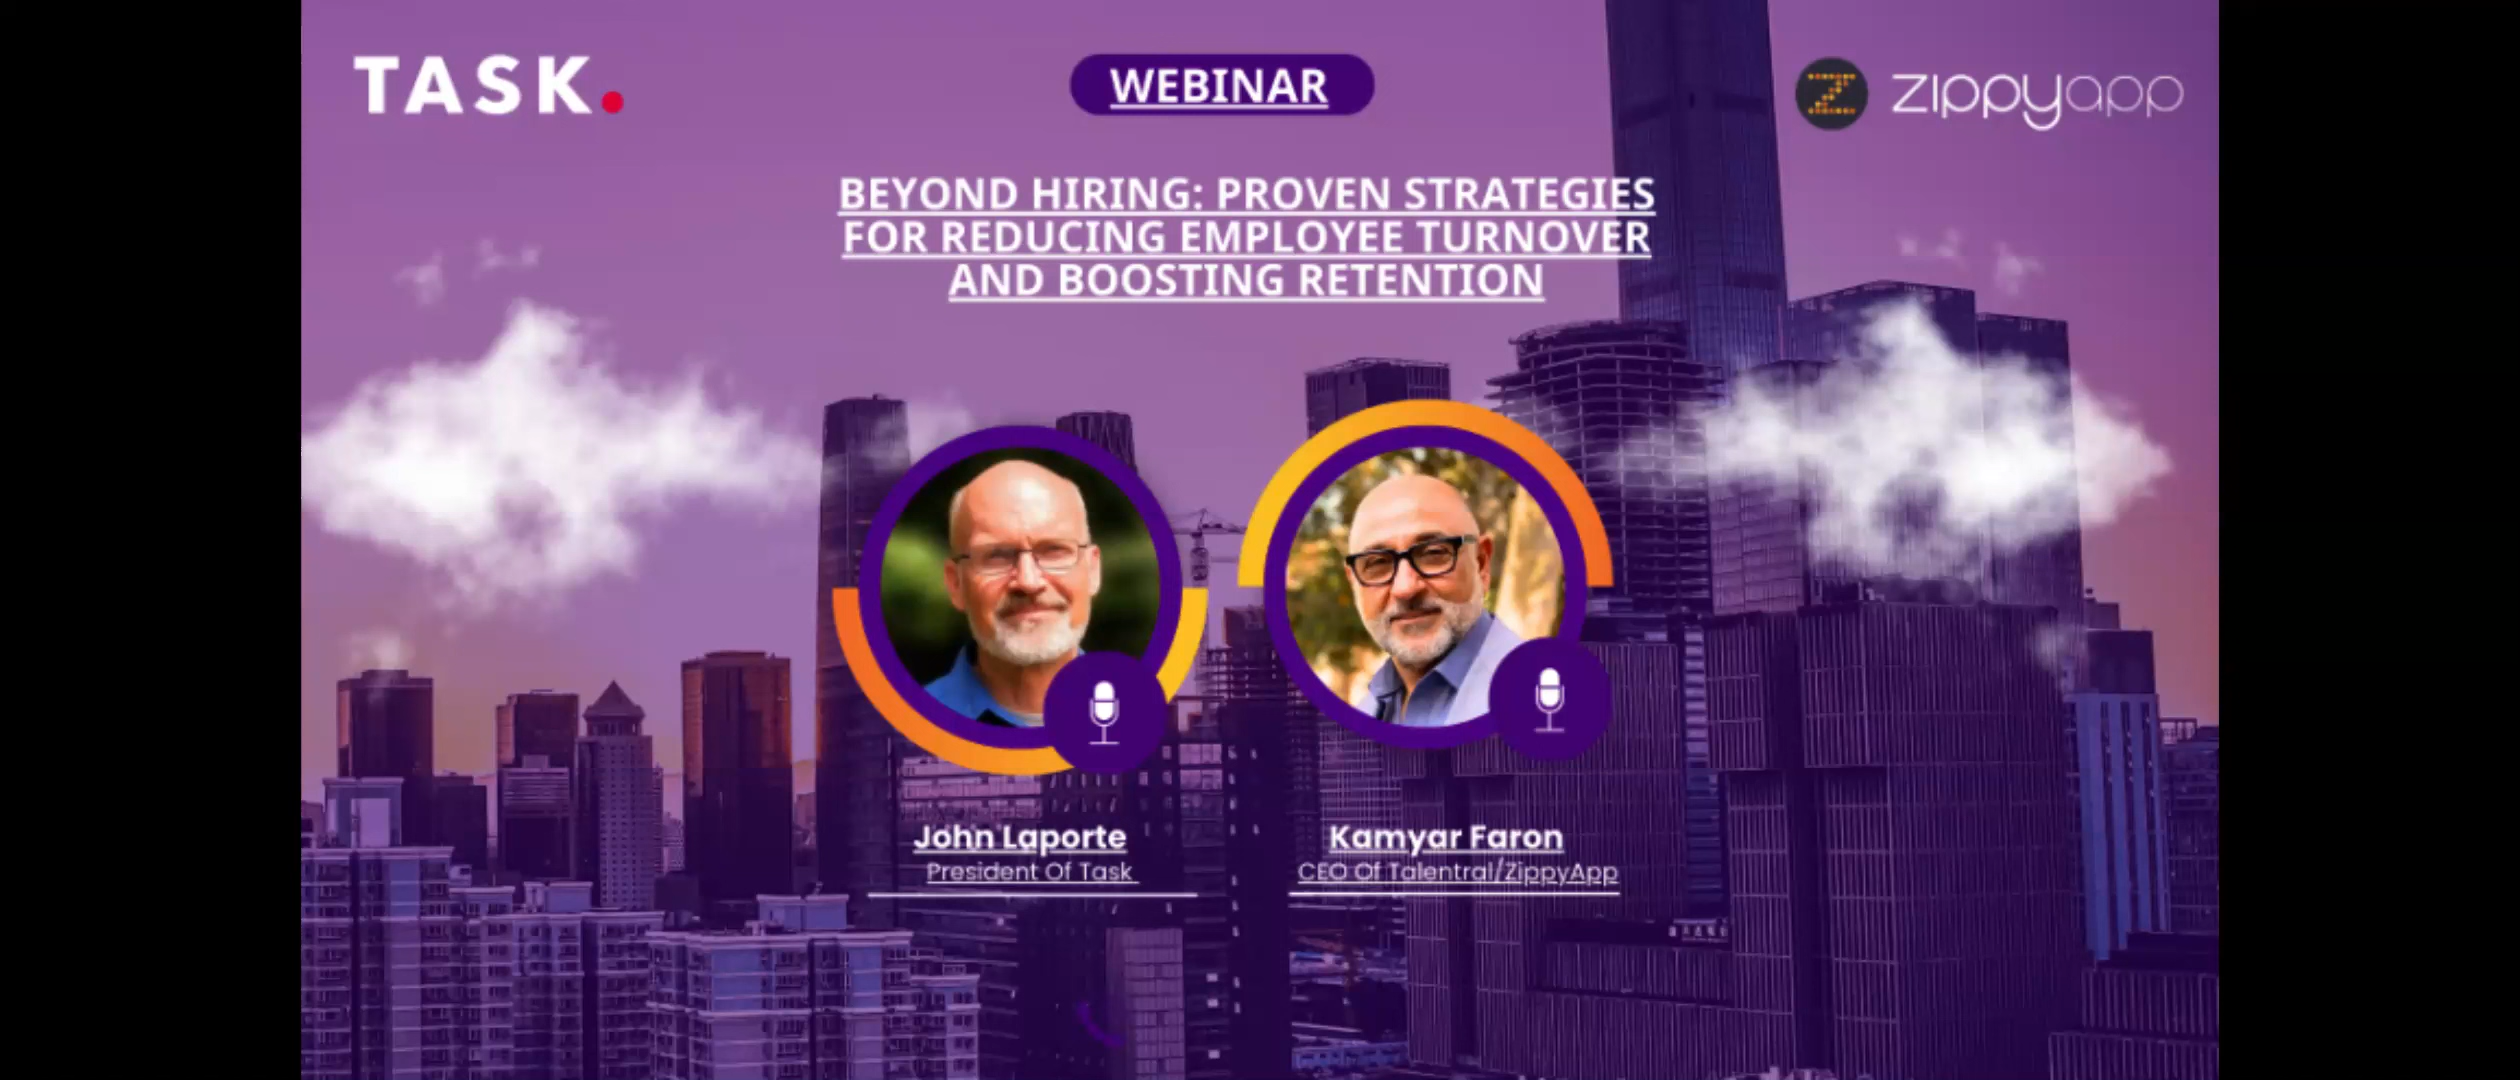 TASK.
WEBINAR
zippyapp
BEYOND HIRING: PROVEN STRATEGIES
FOR REDUCING EMPLOYEE TURNOVER
AND BOOSTING RETENTION
John Laporte
President Of Task
Kamyar Faron
CEO Of Talentral/ZippyApp